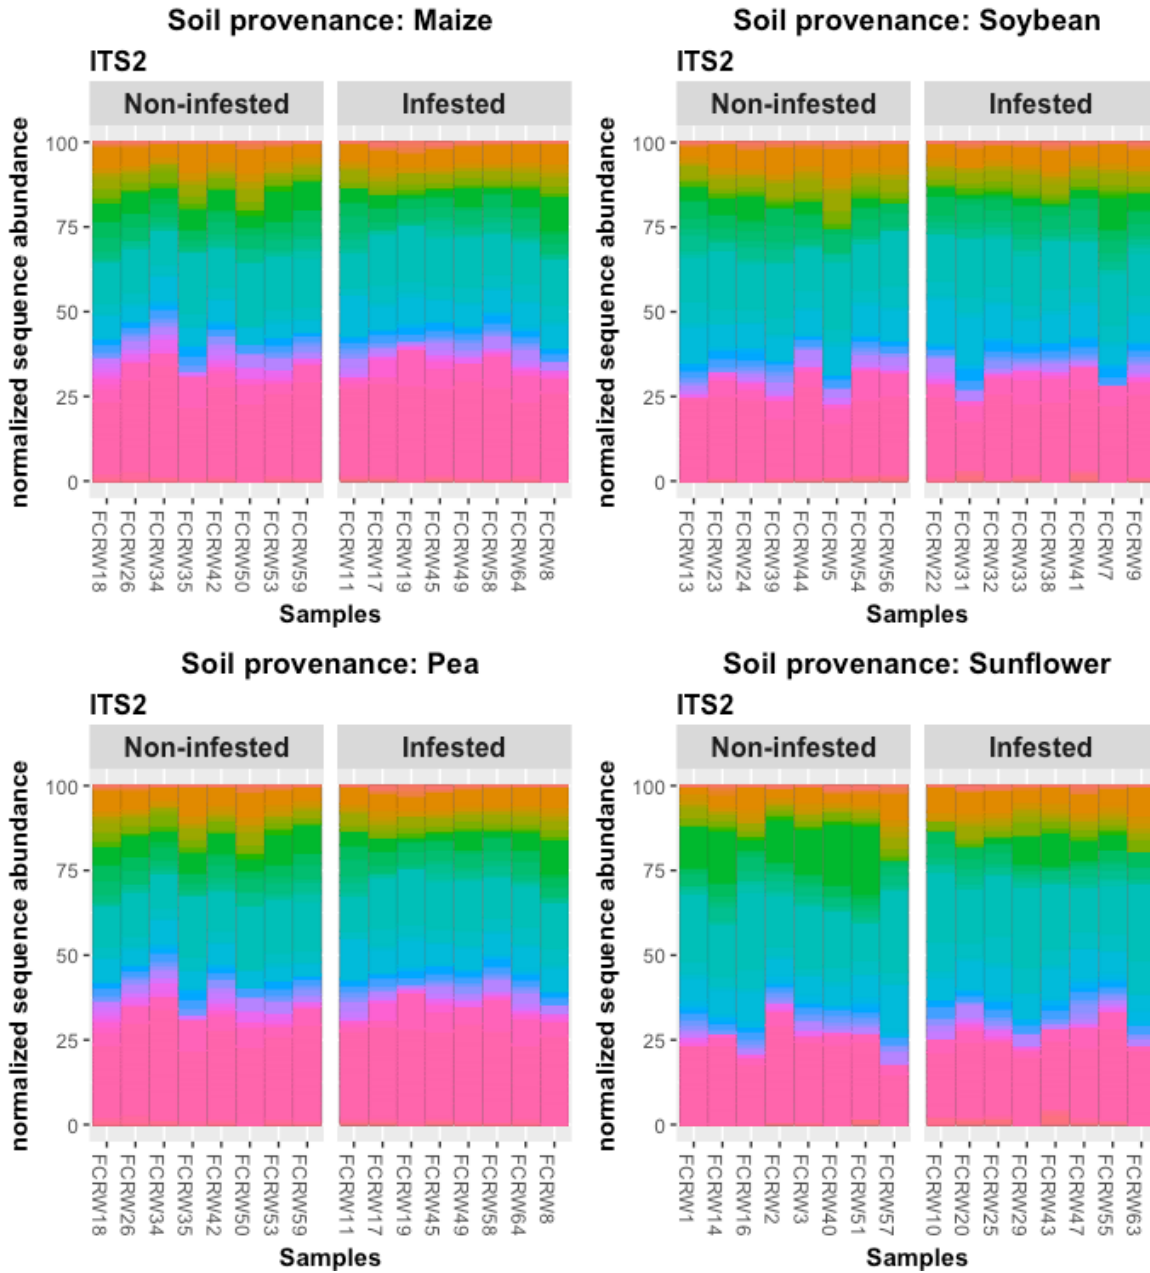 Soil provenance: Maize
ITS2
Non-infested Infested
normalized sequence abundance
100
75
50
25
0
FCRW18 FCRW26 FCRW34 FCRW35 FCRW42 FCRW50 FCRW53 FCRW59 FCRW11 FCRW17 FCRW19 FCRW45 FCRW49 FCRW58 FCRW64 FCRW8
Samples
Soil provenance: Soybean
ITS2
Non-infested Infested
normalized sequence abundance
100
75
50
25
0
FCRW13 FCRW23 FCRW24 FCRW39 FCRW44 FCRW5 FCRW54 FCRW56 FCRW22 FCRW31 FCRW32 FCRW33 FCRW38 FCRW41 FCRW7 FCRW9
Samples
Soil provenance: Pea
ITS2
Non-infested Infested
normalized sequence abundance
100
75
50
25
0
FCRW18 FCRW26 FCRW34 FCRW35 FCRW42 FCRW50 FCRW53 FCRW59 FCRW11 FCRW17 FCRW19 FCRW45 FCRW49 FCRW58 FCRW64 FCRW8
Samples
Soil provenance: Sunflower
ITS2
Non-infested Infested
normalized sequence abundance
100
75
50
25
0
FCRW1 FCRW14 FCRW16 FCRW2 FCRW3 FCRW40 FCRW51 FCRW57 FCRW10 FCRW20 FCRW25 FCRW29 FCRW43 FCRW47 FCRW55 FCRW63
Samples